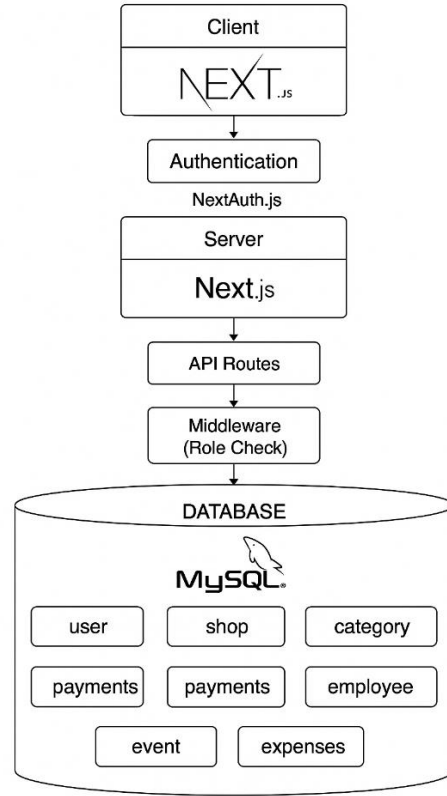 Client
NEXT.JS
Authentication
NextAuth.js
Server
Next.js
API Routes
Middleware
(Role Check)
DATABASE
MySQL®
user
shop
category
payments
payments
employee
event
expenses